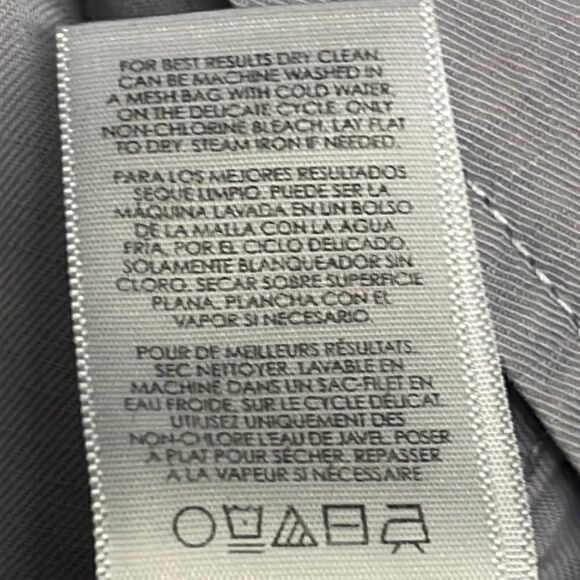 FOR BEST RESULTS DRY CLEAN.
CAN BE MACHINE WASHED IN
A MESH BAG WITH COLD WATER,
ON THE DELICATE CYCLE. ONLY
NON-CHLORINE BLEACH. LAY FLAT
TO DRY. STEAM IRON IF NEEDED.
PARA LOS MEJORES RESULTADOS
SEQUE LIMPIO. PUEDE SER LA
MÁQUINA LAVADA EN UN BOLSO
DE LA MALLA CON LA AGUA
FRÍA, POR EL CICLO DELICADO.
SOLAMENTE BLANQUEADOR SIN
CLORO. SECAR SOBRE SUPERFICIE
PLANA. PLANCHA CON EL
VAPOR SI NECESARIO.
POUR DE MEILLEURS RÉSULTATS,
SEC NETTOYER. LAVABLE EN
MACHINE DANS UN SAC-FILET EN
EAU FROIDE, SUR LE CYCLE DÉLICAT.
UTILISEZ UNIQUEMENT DES
NON-CHLORE L'EAU DE JAVEL. POSER
A PLAT POUR SÉCHER. REPASSER
A LA VAPEUR SI NÉCESSAIRE